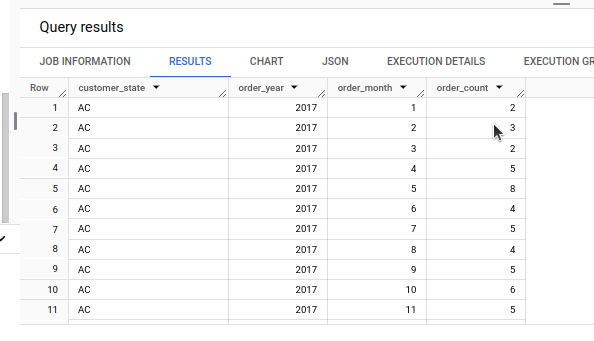 Query results
JOB INFORMATION RESULTS CHART JSON EXECUTION DETAILS EXECUTION GR
Row customer_state order_year order_month order_count
1 AC 2017 1 2
2 AC 2017 2 3
3 AC 2017 3 2
4 AC 2017 4 5
5 AC 2017 5 8
6 AC 2017 6 4
7 AC 2017 7 5
8 AC 2017 8 4
9 AC 2017 9 5
10 AC 2017 10 6
11 AC 2017 11 5